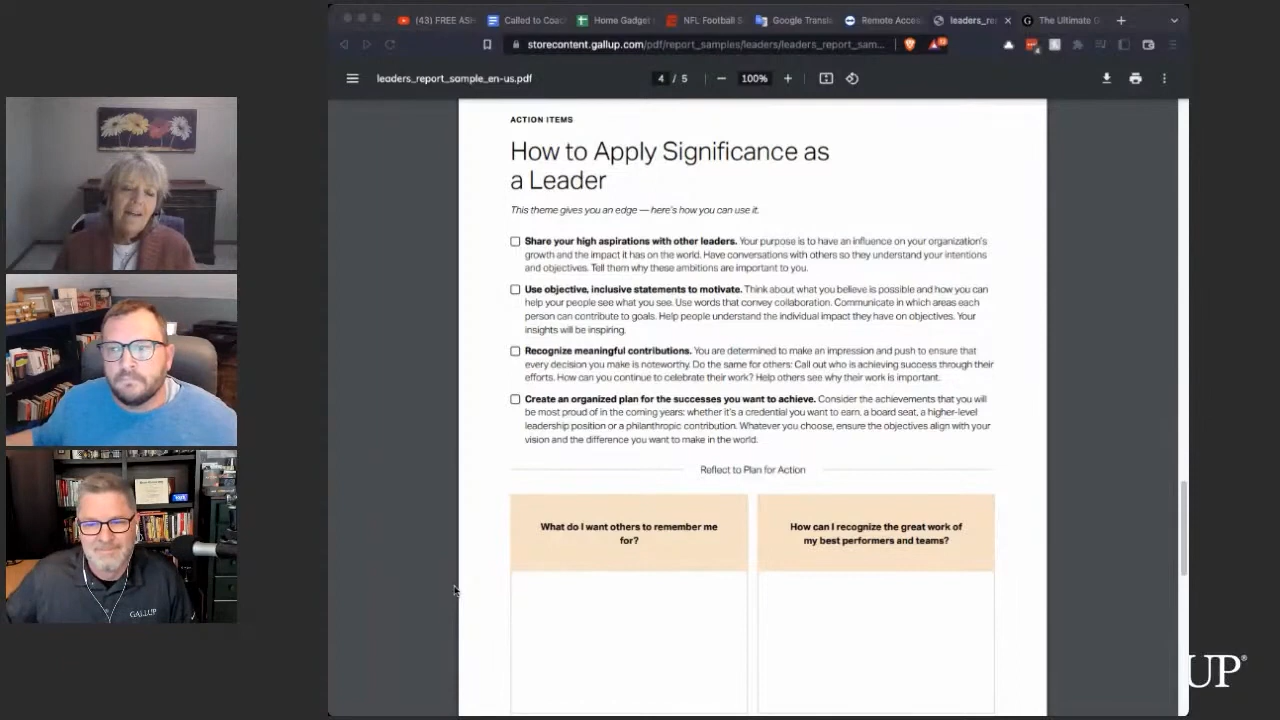 (43) FREE ASH
Called to Coac
Home Gadget
NFL Football S
Google Transl
Remote Acces
leaders_re
The Ultimate G
storecontent.gallup.com/pdf/report_samples/leaders/leaders_report_sam...
leaders_report_sample_en-us.pdf
4 / 5
100%
ACTION ITEMS
How to Apply Significance as
a Leader
This theme gives you an edge — here's how you can use it.
Share your high aspirations with other leaders. Your purpose is to have an influence on your organization's
growth and the impact it has on the world. Have conversations with others so they understand your intentions
and objectives. Tell them why these ambitions are important to you.
Use objective, inclusive statements to motivate. Think about what you believe is possible and how you can
help your people see what you see. Use words that convey collaboration. Communicate in which areas each
person can contribute to goals. Help people understand the individual impact they have on objectives. Your
insights will be inspiring.
Recognize meaningful contributions. You are determined to make an impression and push to ensure that
every decision you make is noteworthy. Do the same for others: Call out who is achieving success through their
efforts. How can you continue to celebrate their work? Help others see why their work is important.
Create an organized plan for the successes you want to achieve. Consider the achievements that you will
be most proud of in the coming years: whether it's a credential you want to earn, a board seat, a higher-level
leadership position or a philanthropic contribution. Whatever you choose, ensure the objectives align with your
vision and the difference you want to make in the world.
Reflect to Plan for Action
What do I want others to remember me
for?
How can I recognize the great work of
my best performers and teams?
GALLUP
UP®